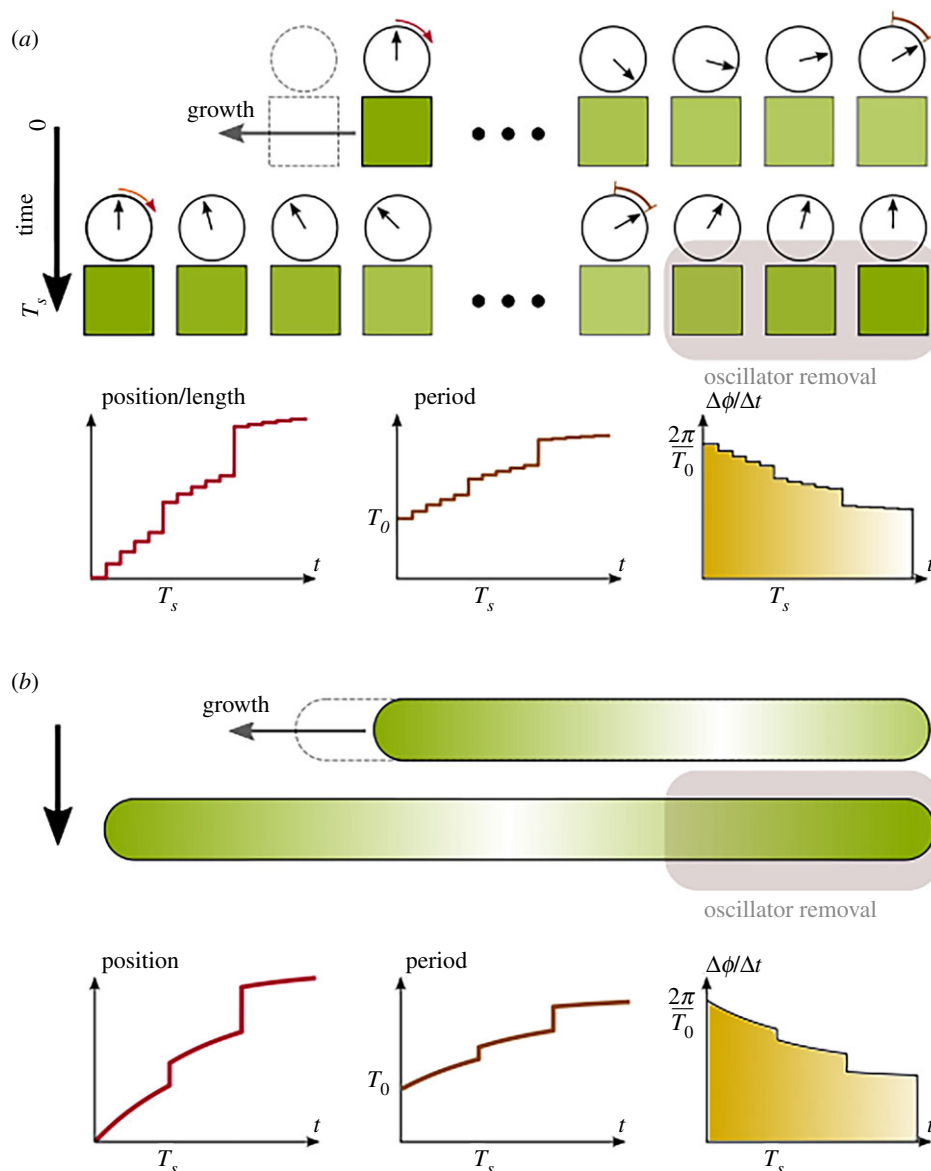 (a)
growth
0
time
T_s
oscillator removal
position/length
t
T_s
period
T_0
t
T_s
Δϕ/Δt
2π
T_0
t
T_s
(b)
growth
oscillator removal
position
t
T_s
period
T_0
t
T_s
Δϕ/Δt
2π
T_0
t
T_s